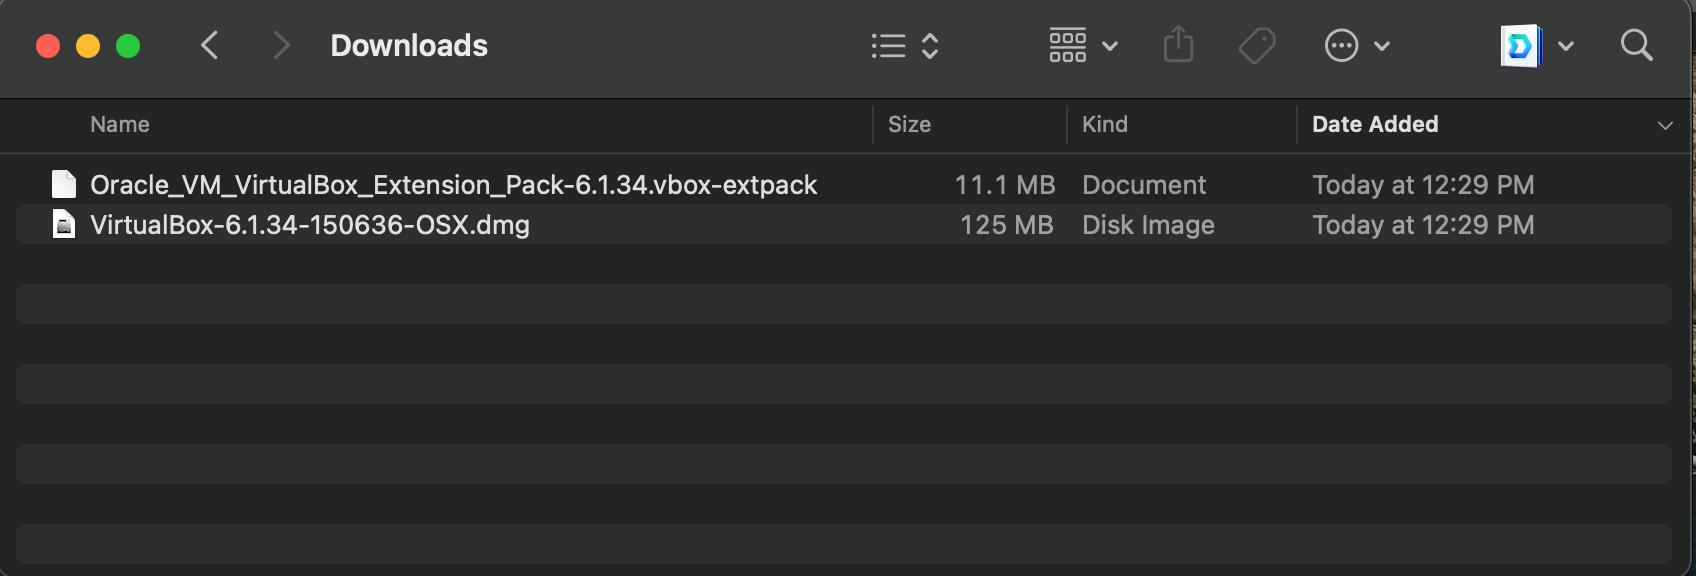 Downloads
Name Size Kind Date Added
Oracle_VM_VirtualBox_Extension_Pack-6.1.34.vbox-extpack 11.1 MB Document Today at 12:29 PM
VirtualBox-6.1.34-150636-OSX.dmg 125 MB Disk Image Today at 12:29 PM